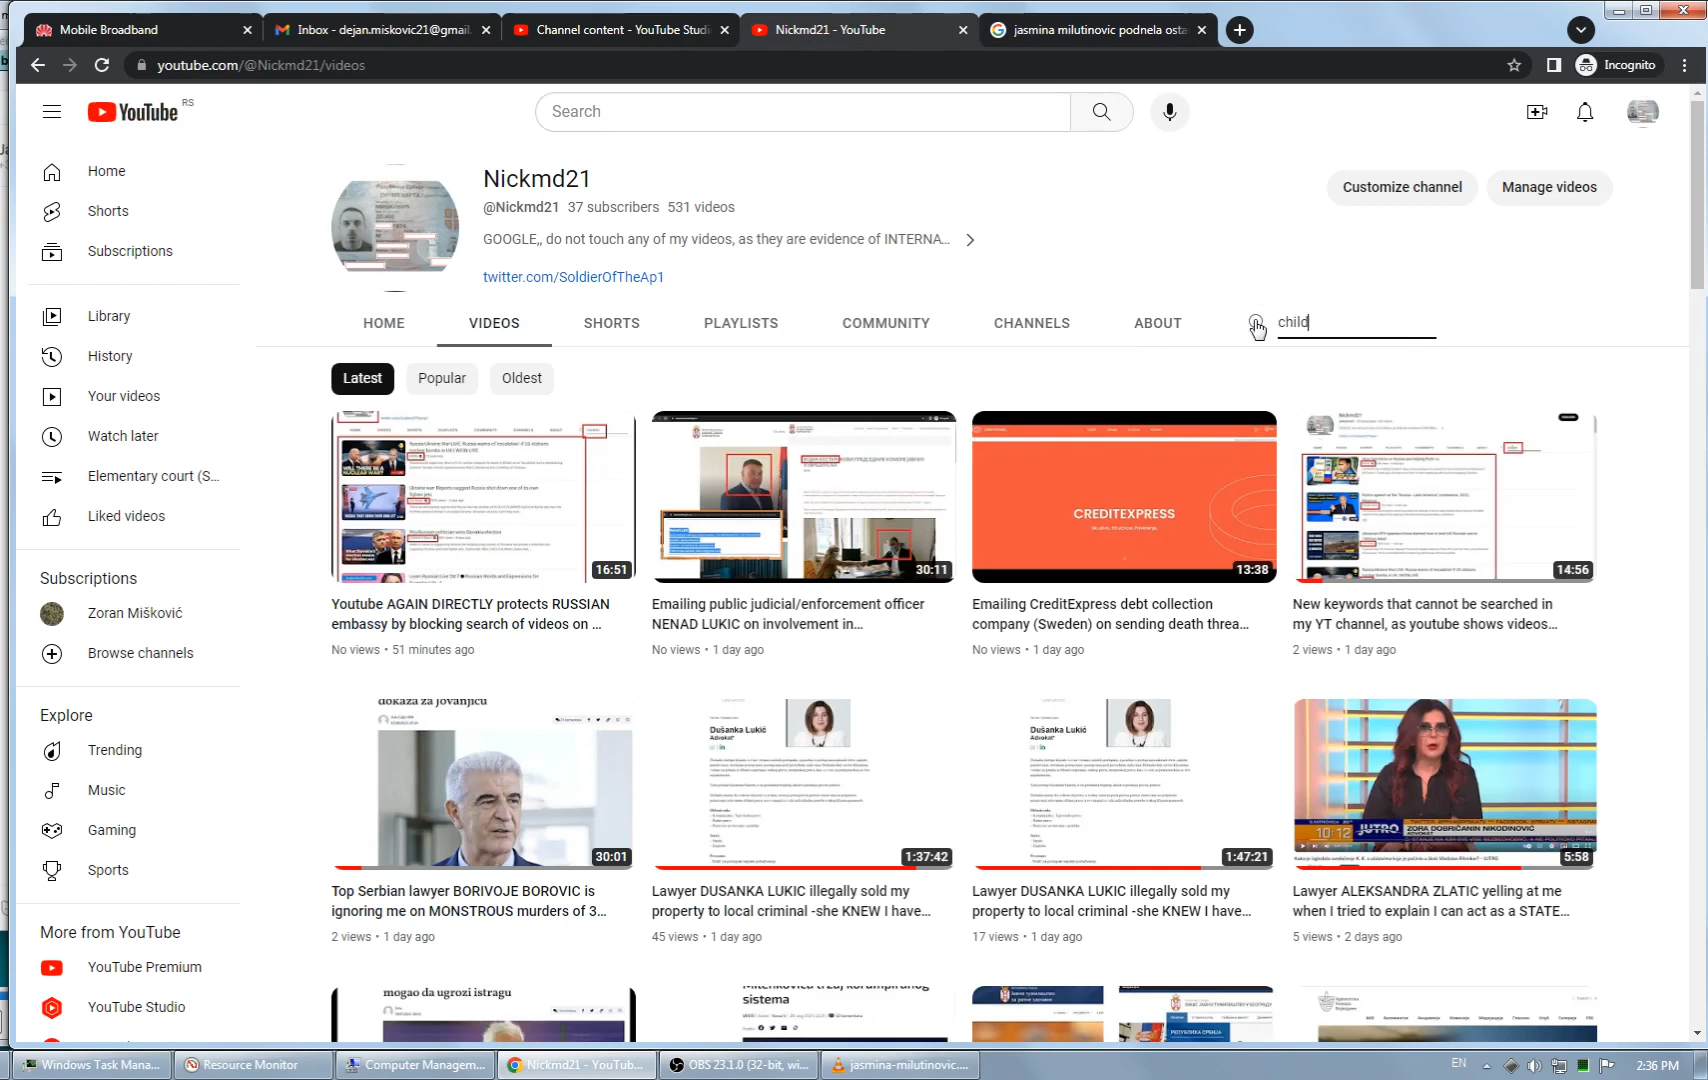 Mobile Broadband
Inbox - dejan.miskovic21@gmail.
Channel content - YouTube Studi
Nickmd21 - YouTube
jasmina milutinovic podnela osta
youtube.com/@Nickmd21/videos
Incognito
YouTube RS
Search
Home
Shorts
Subscriptions
Library
History
Your videos
Watch later
Elementary court (S...
Liked videos
Subscriptions
Zoran Mišković
Browse channels
Explore
Trending
Music
Gaming
Sports
More from YouTube
YouTube Premium
YouTube Studio
Nickmd21
@Nickmd21 37 subscribers 531 videos
GOOGLE,, do not touch any of my videos, as they are evidence of INTERNA...
twitter.com/SoldierOfTheAp1
Customize channel
Manage videos
HOME
VIDEOS
SHORTS
PLAYLISTS
COMMUNITY
CHANNELS
ABOUT
child
Latest
Popular
Oldest
16:51
Youtube AGAIN DIRECTLY protects RUSSIAN
embassy by blocking search of videos on ...
No views • 51 minutes ago
30:11
Emailing public judicial/enforcement officer
NENAD LUKIC on involvement in...
No views • 1 day ago
CREDITEXPRESS
13:38
Emailing CreditExpress debt collection
company (Sweden) on sending death threa...
No views • 1 day ago
Nickmd21
14:56
New keywords that cannot be searched in
my YT channel, as youtube shows videos...
2 views • 1 day ago
dokaza za jovanjicu
30:01
Top Serbian lawyer BORIVOJE BOROVIC is
ignoring me on MONSTROUS murders of 3...
2 views • 1 day ago
Dušanka Lukić
Advokat
1:37:42
Lawyer DUSANKA LUKIC illegally sold my
property to local criminal -she KNEW I have...
45 views • 1 day ago
Dušanka Lukić
Advokat
1:47:21
Lawyer DUSANKA LUKIC illegally sold my
property to local criminal -she KNEW I have...
17 views • 1 day ago
10:12 JUTRO
ZORA DOBRIČANIN NIKODINOVIĆ
ADVOKAT
5:58
Lawyer ALEKSANDRA ZLATIC yelling at me
when I tried to explain I can act as a STATE...
5 views • 2 days ago
mogao da ugrozi istragu
sistema
РЕПУБЛИКА СРБИЈА
Windows Task Mana...
Resource Monitor
Computer Managem...
Nickmd21 - YouTub...
OBS 23.1.0 (32-bit, wi...
jasmina-milutinovic....
EN
2:36 PM